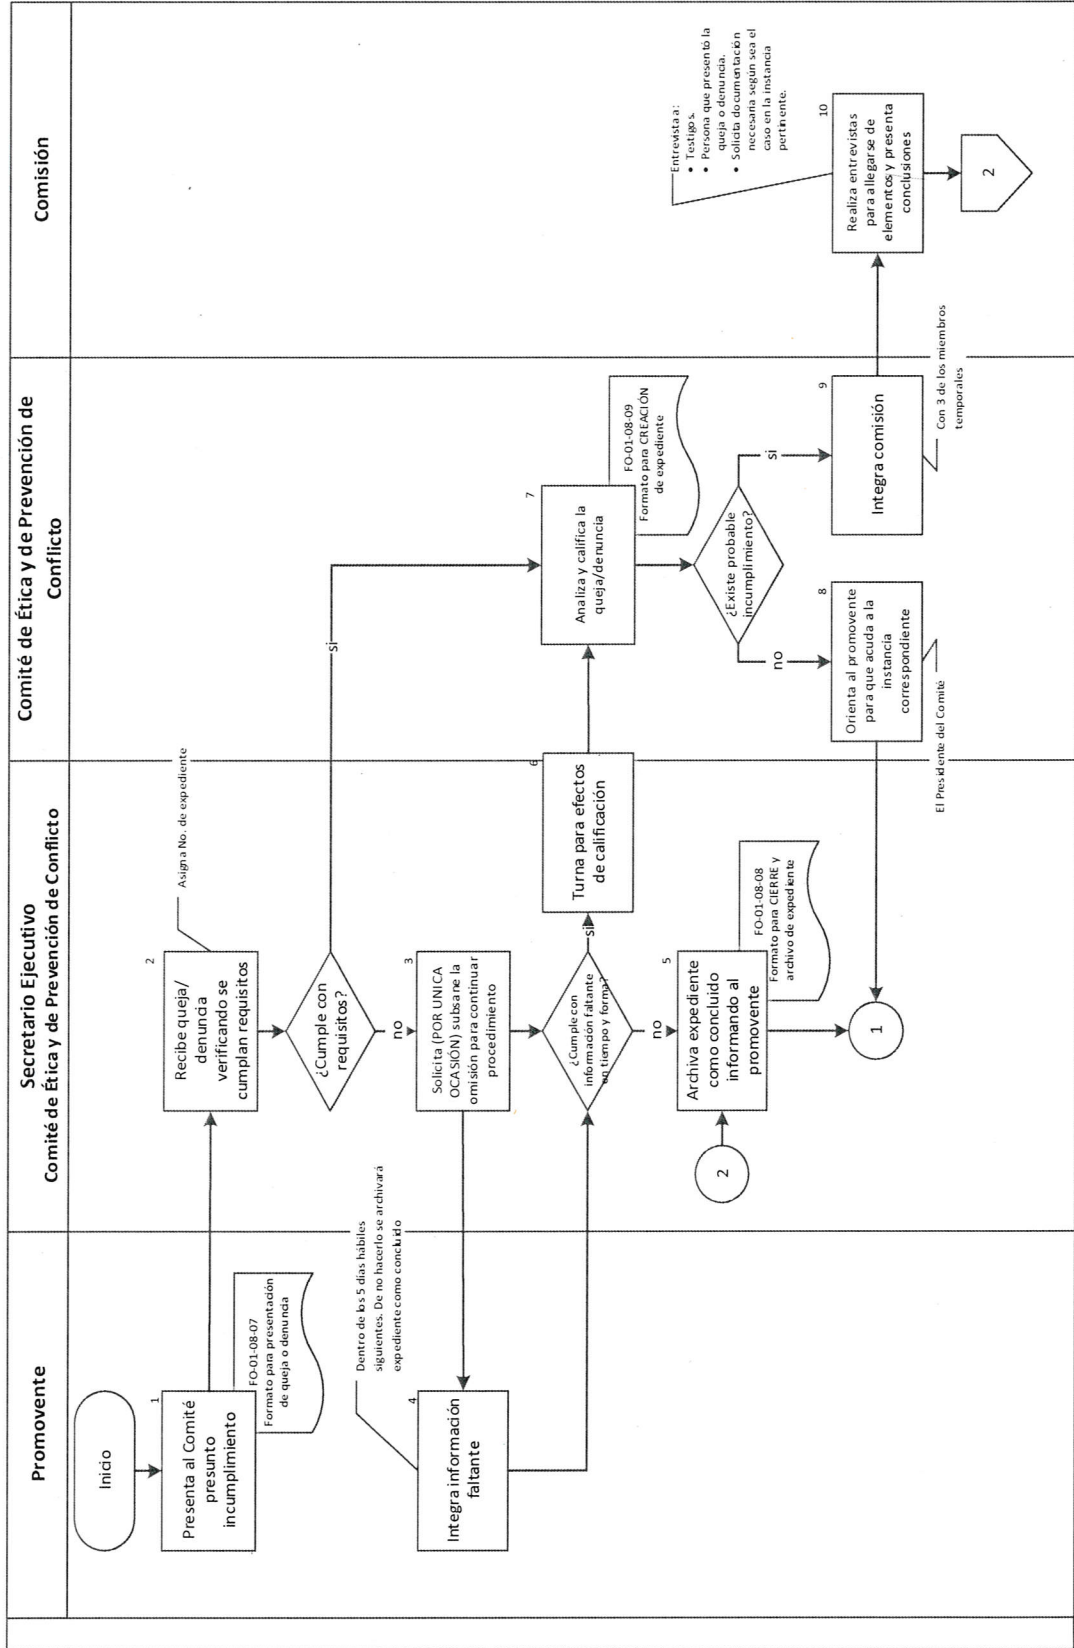 Promovente
Secretario Ejecutivo
Comité de Ética y de Prevención de Conflicto
Comité de Ética y de Prevención de
Conflicto
Comisión
Inicio
1
Presenta al Comité
presunto
incumplimiento
FO-01-08-07
Formato para presentación
de queja o denuncia
2
Recibe queja/
denuncia
verificando se
cumplan requisitos
Asigna No. de expediente
¿Cumple con
requisitos?
si
no
3
Solicita (POR UNICA
OCASIÓN) subsane la
omisión para continuar
procedimiento
Dentro de los 5 dias hábiles
siguientes. De no hacerlo se archivará
expediente como concluido
4
Integra información
faltante
¿Cumple con
información faltante
en tiempo y forma?
si
no
5
Archiva expediente
como concluido
informando al
promovente
FO-01-08-08
Formato para CIERRE y
archivo de expediente
2
1
6
Turna para efectos
de calificación
7
Analiza y califica la
queja/denuncia
FO-01-08-09
Formato para CREACIÓN
de expediente
¿Existe probable
incumplimiento?
no
si
8
Orienta al promovente
para que acuda a la
instancia
correspondiente
El Presidente del Comité
9
Integra comisión
Con 3 de los miembros
temporales
Entrevista a:
• Testigos.
• Persona que presentó la
queja o denuncia.
• Solicita documentación
necesaria según sea el
caso en la instancia
pertinente.
10
Realiza entrevistas
para allegarse de
elementos y presenta
conclusiones
2